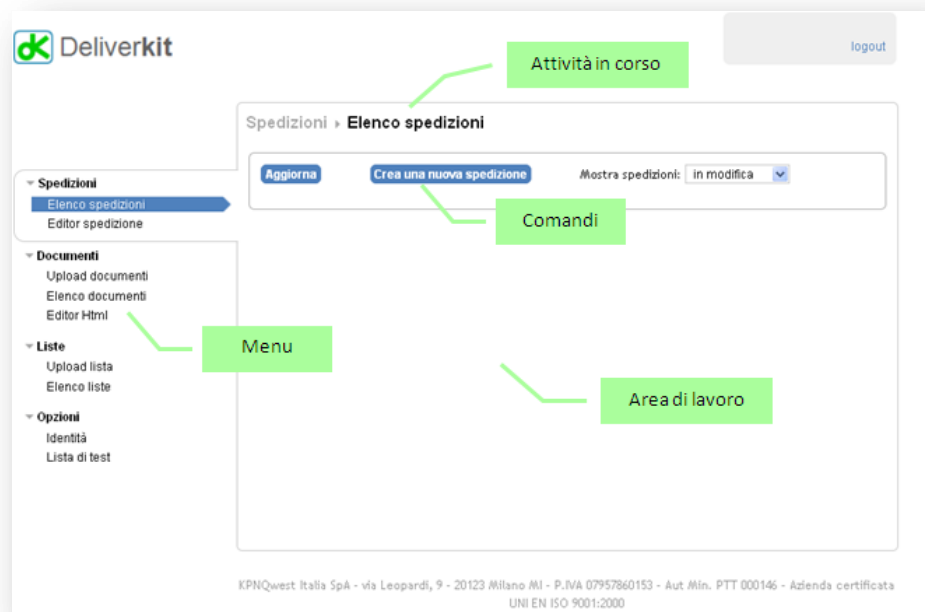 dk Deliverkit
logout
Attività in corso
Spedizioni ▸ Elenco spedizioni
Aggiorna
Crea una nuova spedizione
Mostra spedizioni: in modifica
Comandi
Spedizioni
Elenco spedizioni
Editor spedizione
Documenti
Upload documenti
Elenco documenti
Editor Html
Menu
Liste
Upload lista
Elenco liste
Area di lavoro
Opzioni
Identità
Lista di test
KPNQwest Italia SpA - via Leopardi, 9 - 20123 Milano MI - P.IVA 07957860153 - Aut Min. PTT 000146 - Azienda certificata
UNI EN ISO 9001:2000